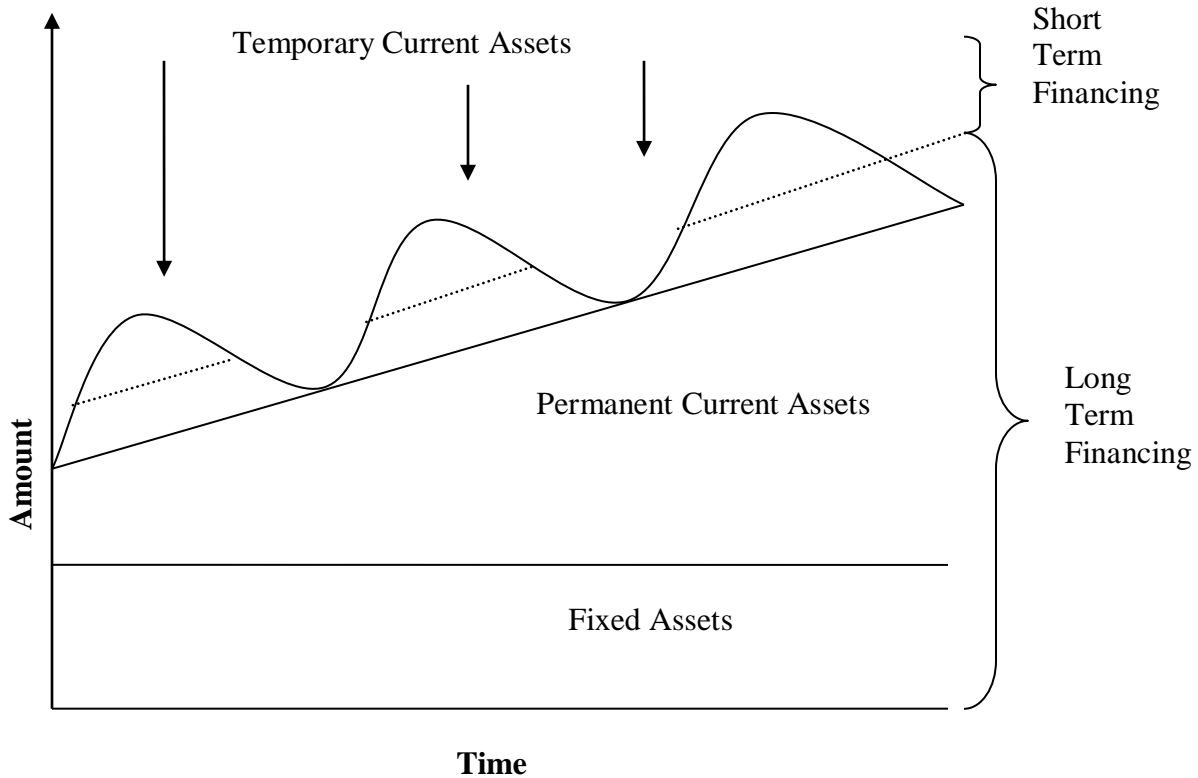 Short
Term
Financing
Temporary Current Assets
Long
Term
Financing
Permanent Current Assets
Amount
Fixed Assets
Time